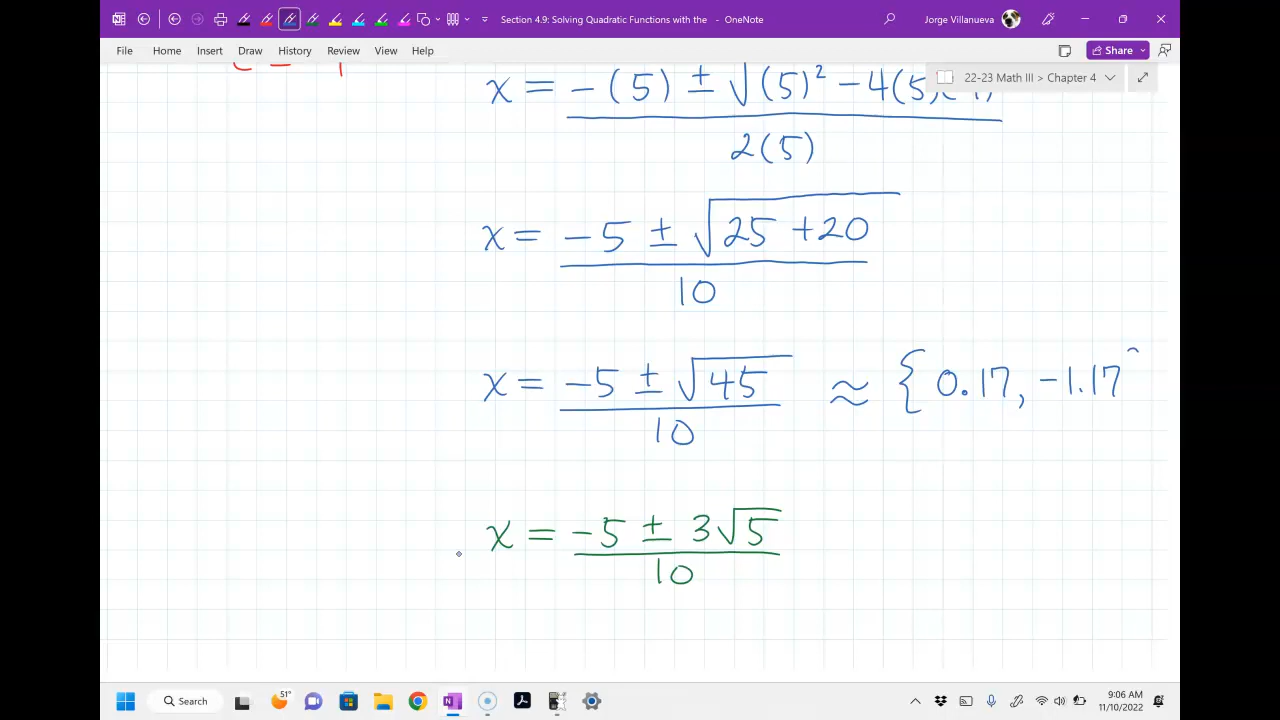 Section 4.9: Solving Quadratic Functions with the - OneNote
Jorge Villanueva
File Home Insert Draw History Review View Help
Share
22-23 Math III > Chapter 4
x = -(5) ± √(5)² - 4(5)
2(5)
x = -5 ± √25 + 20
10
x = -5 ± √45 ≈ { 0.17, -1.17
10
x = -5 ± 3√5
10
51°
Search
9:06 AM
11/10/2022